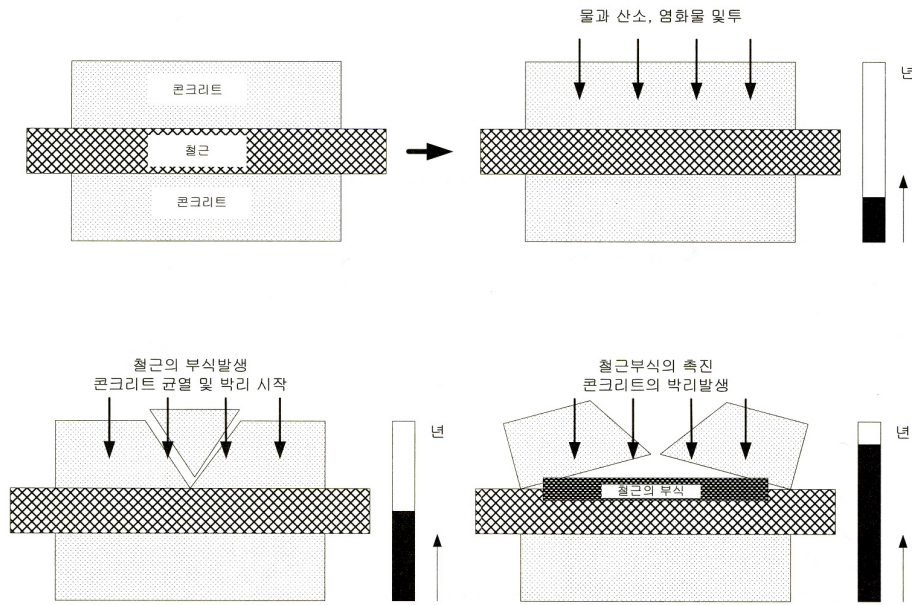 물과 산소, 염화물 및투
년
콘크리트
철근
콘크리트
철근의 부식발생
콘크리트 균열 및 박리 시작
년
철근부식의 촉진
콘크리트의 박리발생
년
철근의 부식